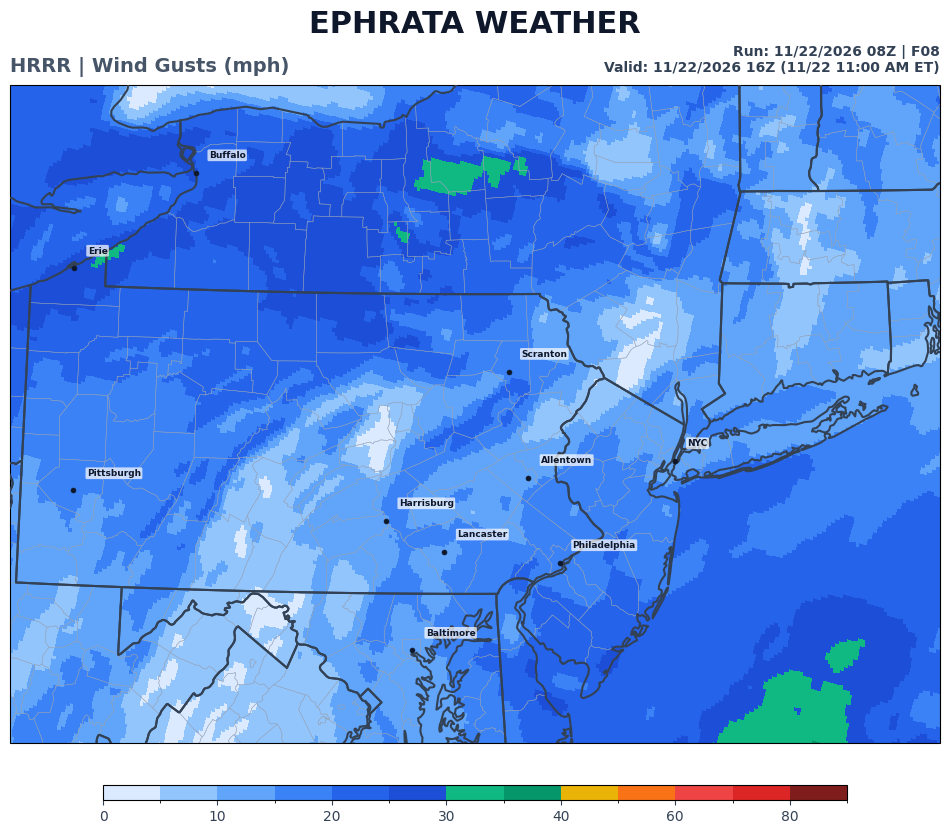 EPHRATA WEATHER
HRRR | Wind Gusts (mph)
Run: 11/22/2026 08Z | F08
Valid: 11/22/2026 16Z (11/22 11:00 AM ET)
Buffalo
Erie
Scranton
NYC
Allentown
Pittsburgh
Harrisburg
Lancaster
Philadelphia
Baltimore
0 10 20 30 40 50 60 70 80